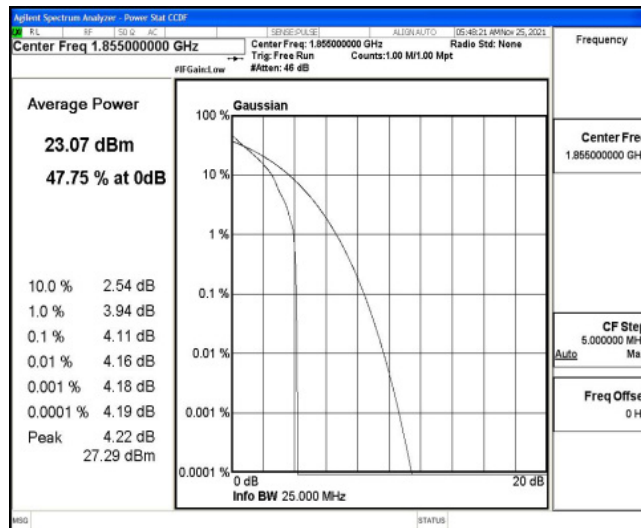 Agilent Spectrum Analyzer - Power Stat CCDF
RL RF 50 Ω AC SENSE:PULSE ALIGN AUTO 05:48:21 AM Nov 25, 2021
Center Freq 1.855000000 GHz
Center Freq: 1.855000000 GHz Radio Std: None
Trig: Free Run Counts:1.00 M/1.00 Mpt
#IFGain:Low #Atten: 46 dB
Frequency
Average Power
23.07 dBm
47.75 % at 0dB
10.0 % 2.54 dB
1.0 % 3.94 dB
0.1 % 4.11 dB
0.01 % 4.16 dB
0.001 % 4.18 dB
0.0001 % 4.19 dB
Peak 4.22 dB
27.29 dBm
Gaussian
100 %
10 %
1 %
0.1 %
0.01 %
0.001 %
0.0001 %
0 dB 20 dB
Info BW 25.000 MHz
Center Fre
1.855000000 GH
CF Step
5.000000 MH
Auto Ma
Freq Offse
0 H
MSG STATUS